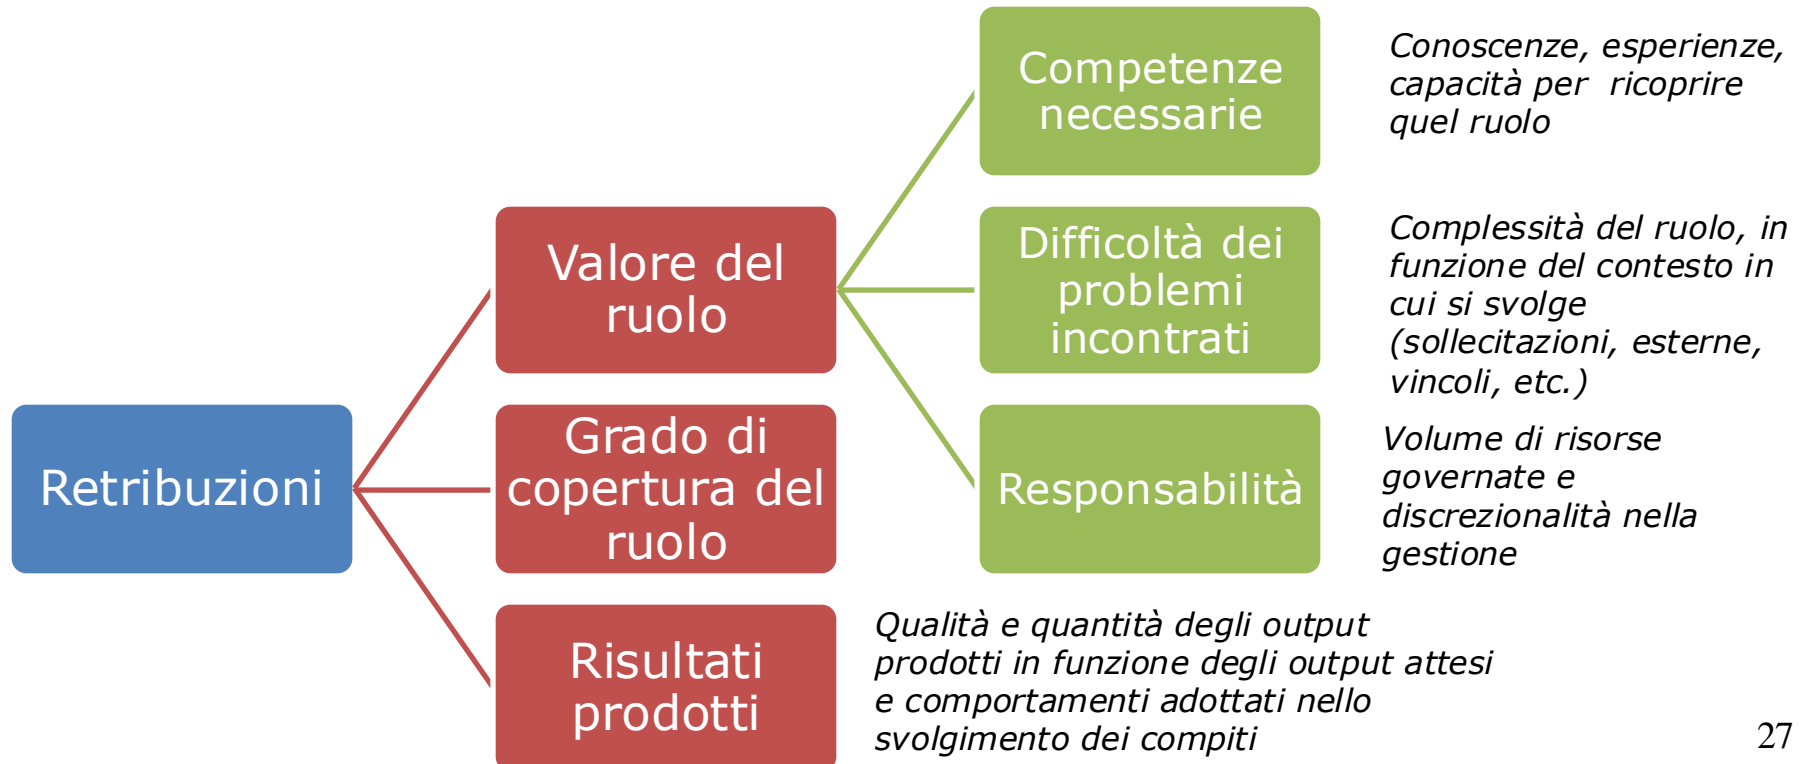 Retribuzioni
Valore del
ruolo
Grado di
copertura del
ruolo
Risultati
prodotti
Competenze
necessarie
Difficoltà dei
problemi
incontrati
Responsabilità
Conoscenze, esperienze,
capacità per  ricoprire
quel ruolo
Complessità del ruolo, in
funzione del contesto in
cui si svolge
(sollecitazioni, esterne,
vincoli, etc.)
Volume di risorse
governate e
discrezionalità nella
gestione
Qualità e quantità degli output
prodotti in funzione degli output attesi
e comportamenti adottati nello
svolgimento dei compiti
27